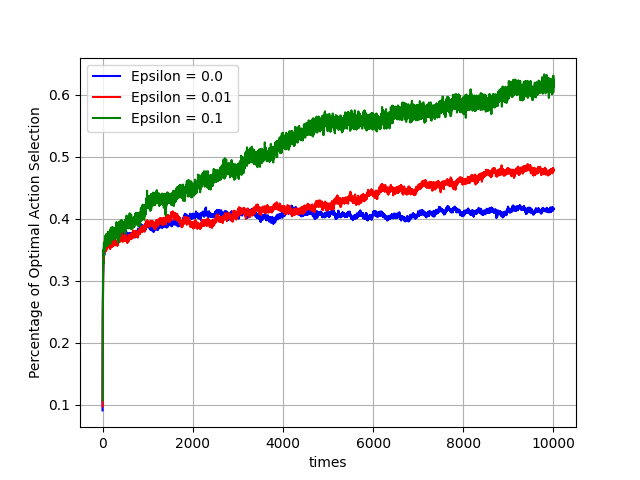 Epsilon = 0.0
Epsilon = 0.01
Epsilon = 0.1
Percentage of Optimal Action Selection
0.6
0.5
0.4
0.3
0.2
0.1
0 2000 4000 6000 8000 10000
times